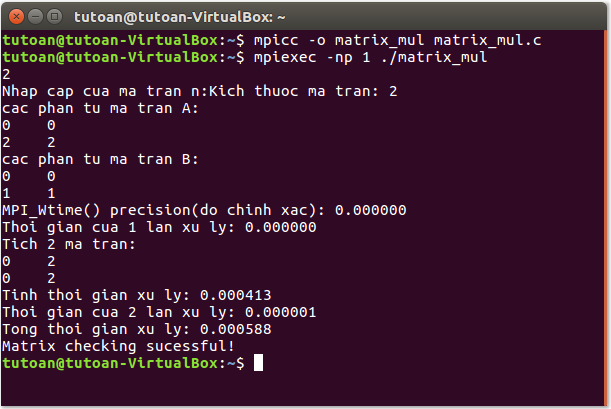 tutoan@tutoan-VirtualBox: ~
tutoan@tutoan-VirtualBox:~$ mpicc -o matrix_mul matrix_mul.c
tutoan@tutoan-VirtualBox:~$ mpiexec -np 1 ./matrix_mul
2
Nhap cap cua ma tran n:Kich thuoc ma tran: 2
cac phan tu ma tran A:
0    0
2    2
cac phan tu ma tran B:
0    0
1    1
MPI_Wtime() precision(do chinh xac): 0.000000
Thoi gian cua 1 lan xu ly: 0.000000
Tich 2 ma tran:
0    2
0    2
Tinh thoi gian xu ly: 0.000413
Thoi gian cua 2 lan xu ly: 0.000001
Tong thoi gian xu ly: 0.000588
Matrix checking sucessful!
tutoan@tutoan-VirtualBox:~$